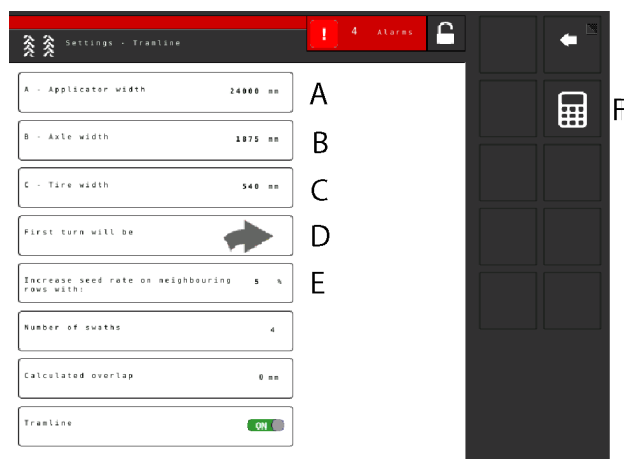 Settings - Tramline
! 4 Alarms
A - Applicator width 24000 mm
A
B - Axle width 1875 mm
B
C - Tire width 540 mm
C
First turn will be
D
Increase seed rate on neighbouring 5 %
rows with:
E
Number of swaths 4
Calculated overlap 0 mm
Tramline ON
F